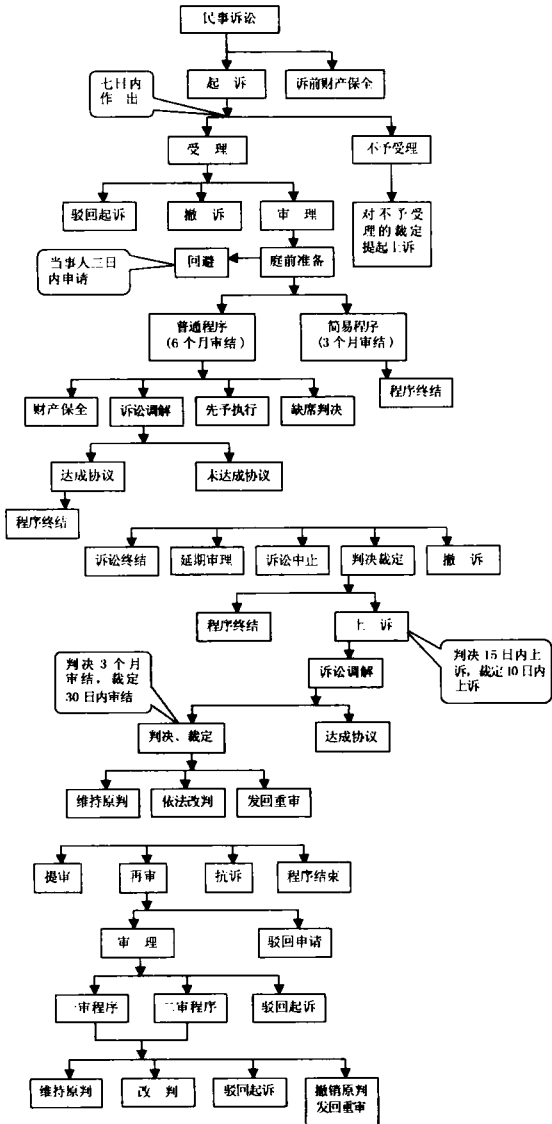 民事诉讼
起 诉
诉前财产保全
七日内
作 出
受 理
不予受理
驳回起诉
撤 诉
审 理
对不予受
理的裁定
提起上诉
当事人三日
内申请
回避
庭前准备
普通程序
(6 个月审结)
简易程序
(3 个月审结)
程序终结
财产保全
诉讼调解
先予执行
缺席判决
达成协议
未达成协议
程序终结
诉讼终结
延期审理
诉讼中止
判决裁定
撤 诉
程序终结
上 诉
判决 15 日内上
诉, 裁定 10 日内
上诉
判决 3 个月
审结, 裁定
30 日内审结
诉讼调解
判决、裁定
达成协议
维持原判
依法改判
发回重审
提审
再审
抗诉
程序结束
审 理
驳回申请
一审程序
二审程序
驳回起诉
维持原判
改 判
驳回起诉
撤销原判
发回重审